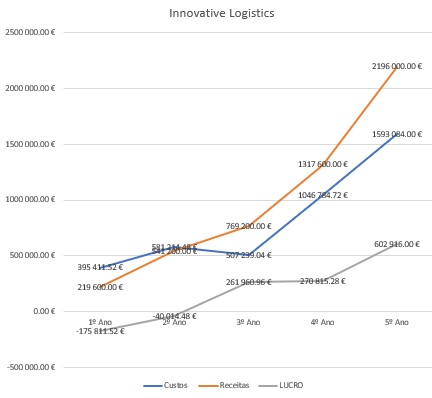 Innovative Logistics
2500 000.00 €
2000 000.00 €
1500 000.00 €
1000 000.00 €
500 000.00 €
0.00 €
-500 000.00 €
2196 000.00 €
1593 084.00 €
1317 600.00 €
1046 784.72 €
769 200.00 €
581 214.48 €
541 200.00 €
507 239.04 €
395 411.52 €
219 600.00 €
602 916.00 €
261 960.96 €
270 815.28 €
-40 014.48 €
-175 811.52 €
1º Ano
2º Ano
3º Ano
4º Ano
5º Ano
Custos
Receitas
LUCRO